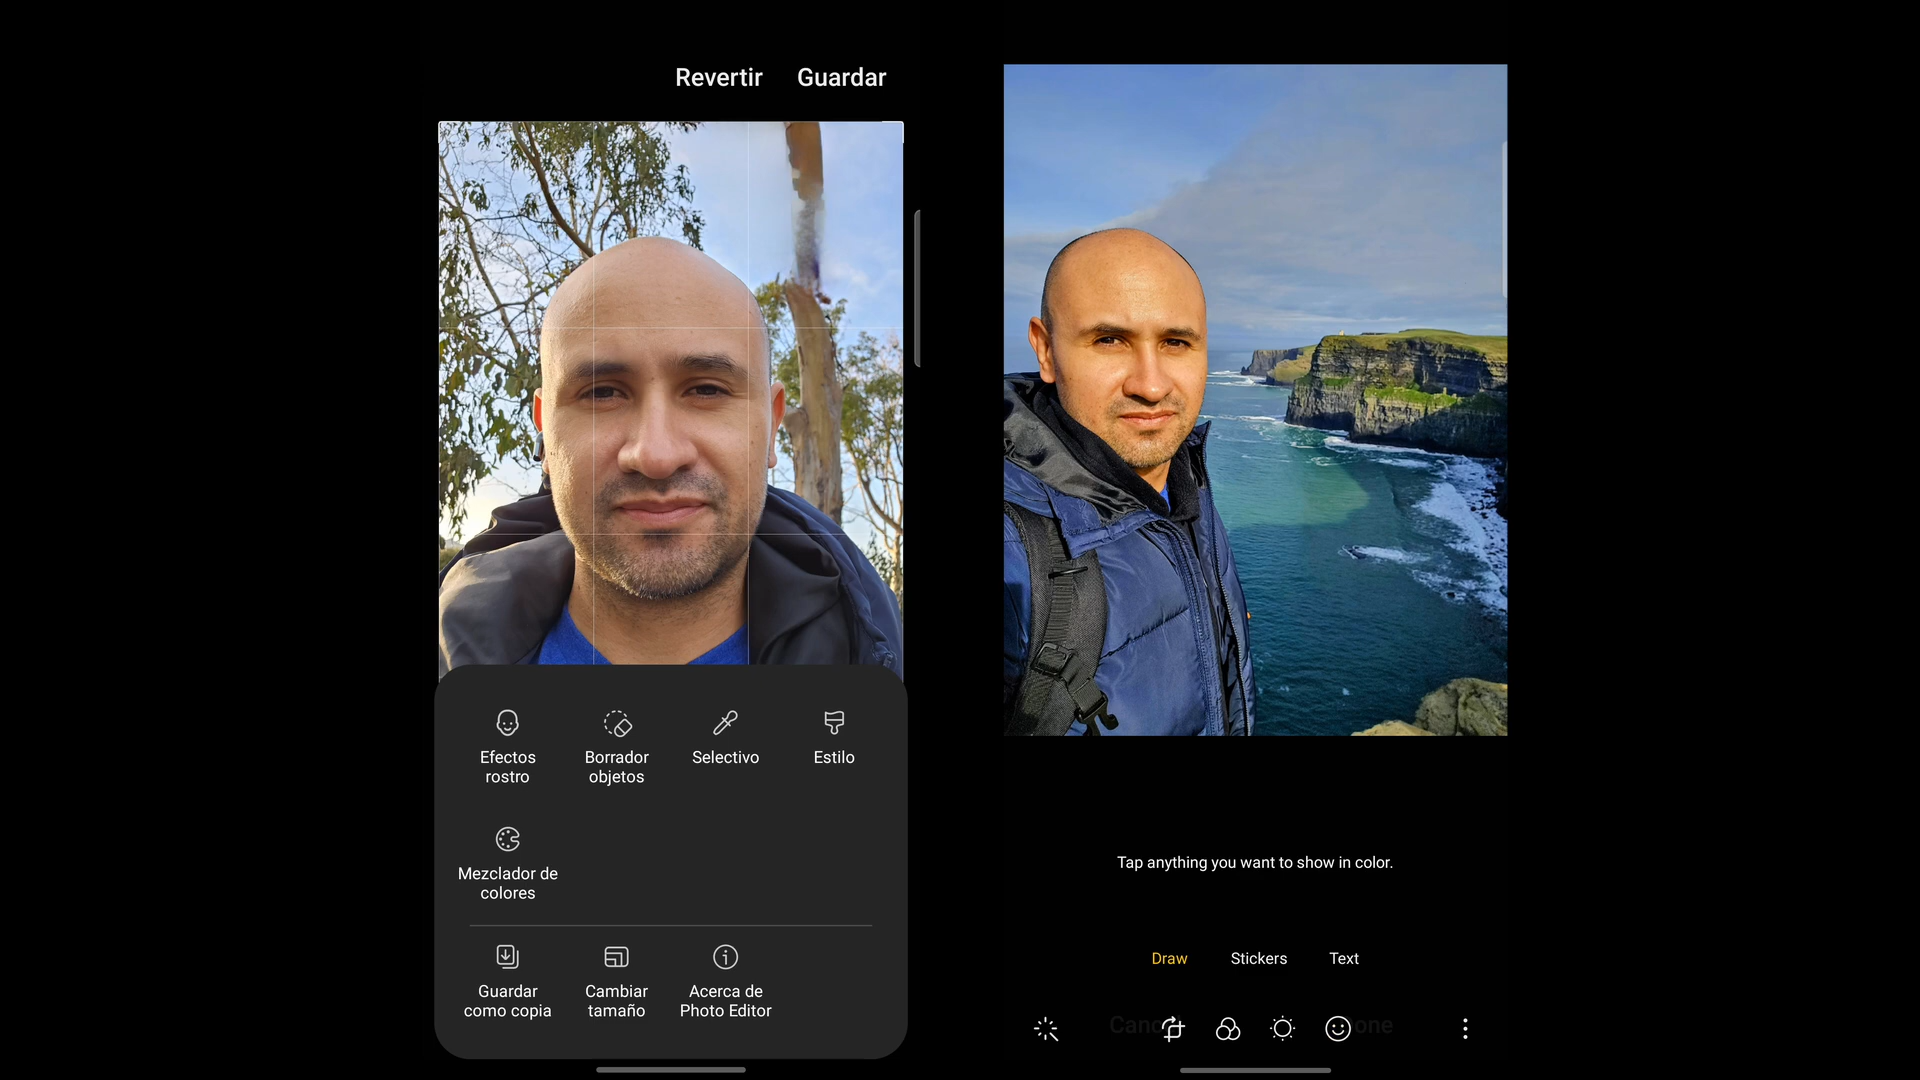 Revertir Guardar
Efectos
rostro
Borrador
objetos
Selectivo
Estilo
Mezclador de
colores
Guardar
como copia
Cambiar
tamaño
Acerca de
Photo Editor
Tap anything you want to show in color.
Draw Stickers Text